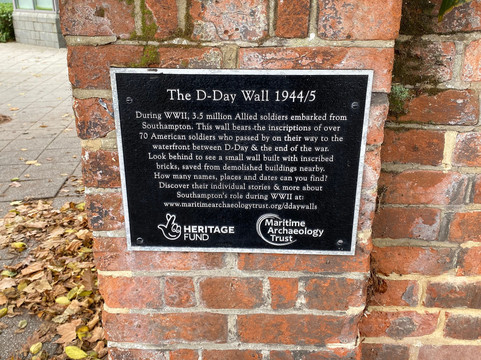 The D-Day Wall 1944/5
During WWII, 3.5 million Allied soldiers embarked from
Southampton. This wall bears the inscriptions of over
70 American soldiers who passed by on their way to the
waterfront between D-Day & the end of the war.
Look behind to see a small wall built with inscribed
bricks, saved from demolished buildings nearby.
How many names, places and dates can you find?
Discover their individual stories & more about
Southampton's role during WWII at:
www.maritimearchaeologytrust.org/ddaywalls
HERITAGE
FUND
Maritime
Archaeology
Trust